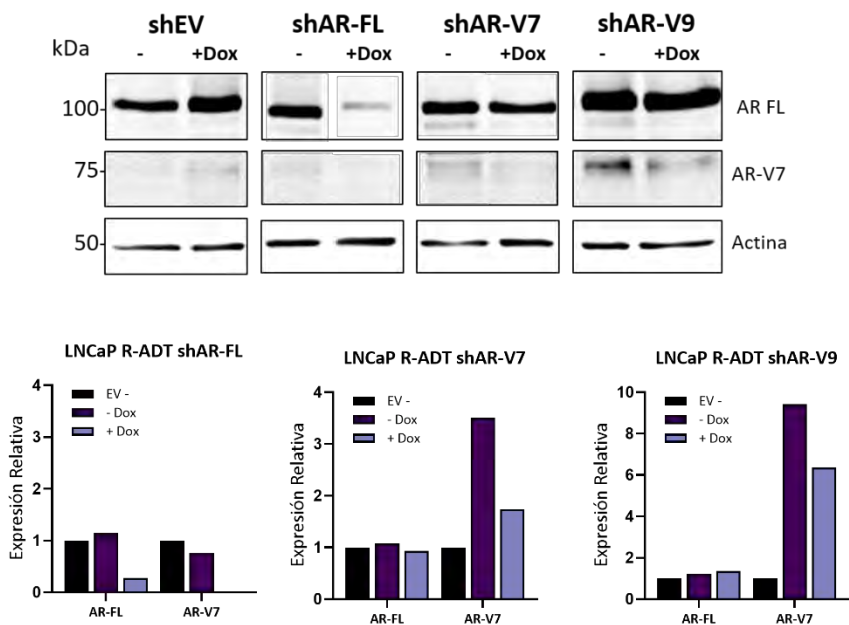 shEV shAR-FL shAR-V7 shAR-V9
kDa - +Dox - +Dox - +Dox - +Dox
100- AR FL
75- AR-V7
50- Actina
LNCaP R-ADT shAR-FL
Expresión Relativa
4
3
2
1
0
EV -
- Dox
+ Dox
AR-FL AR-V7
LNCaP R-ADT shAR-V7
Expresión Relativa
4
3
2
1
0
EV -
- Dox
+ Dox
AR-FL AR-V7
LNCaP R-ADT shAR-V9
Expresión Relativa
10
8
6
4
2
0
EV -
- Dox
+ Dox
AR-FL AR-V7